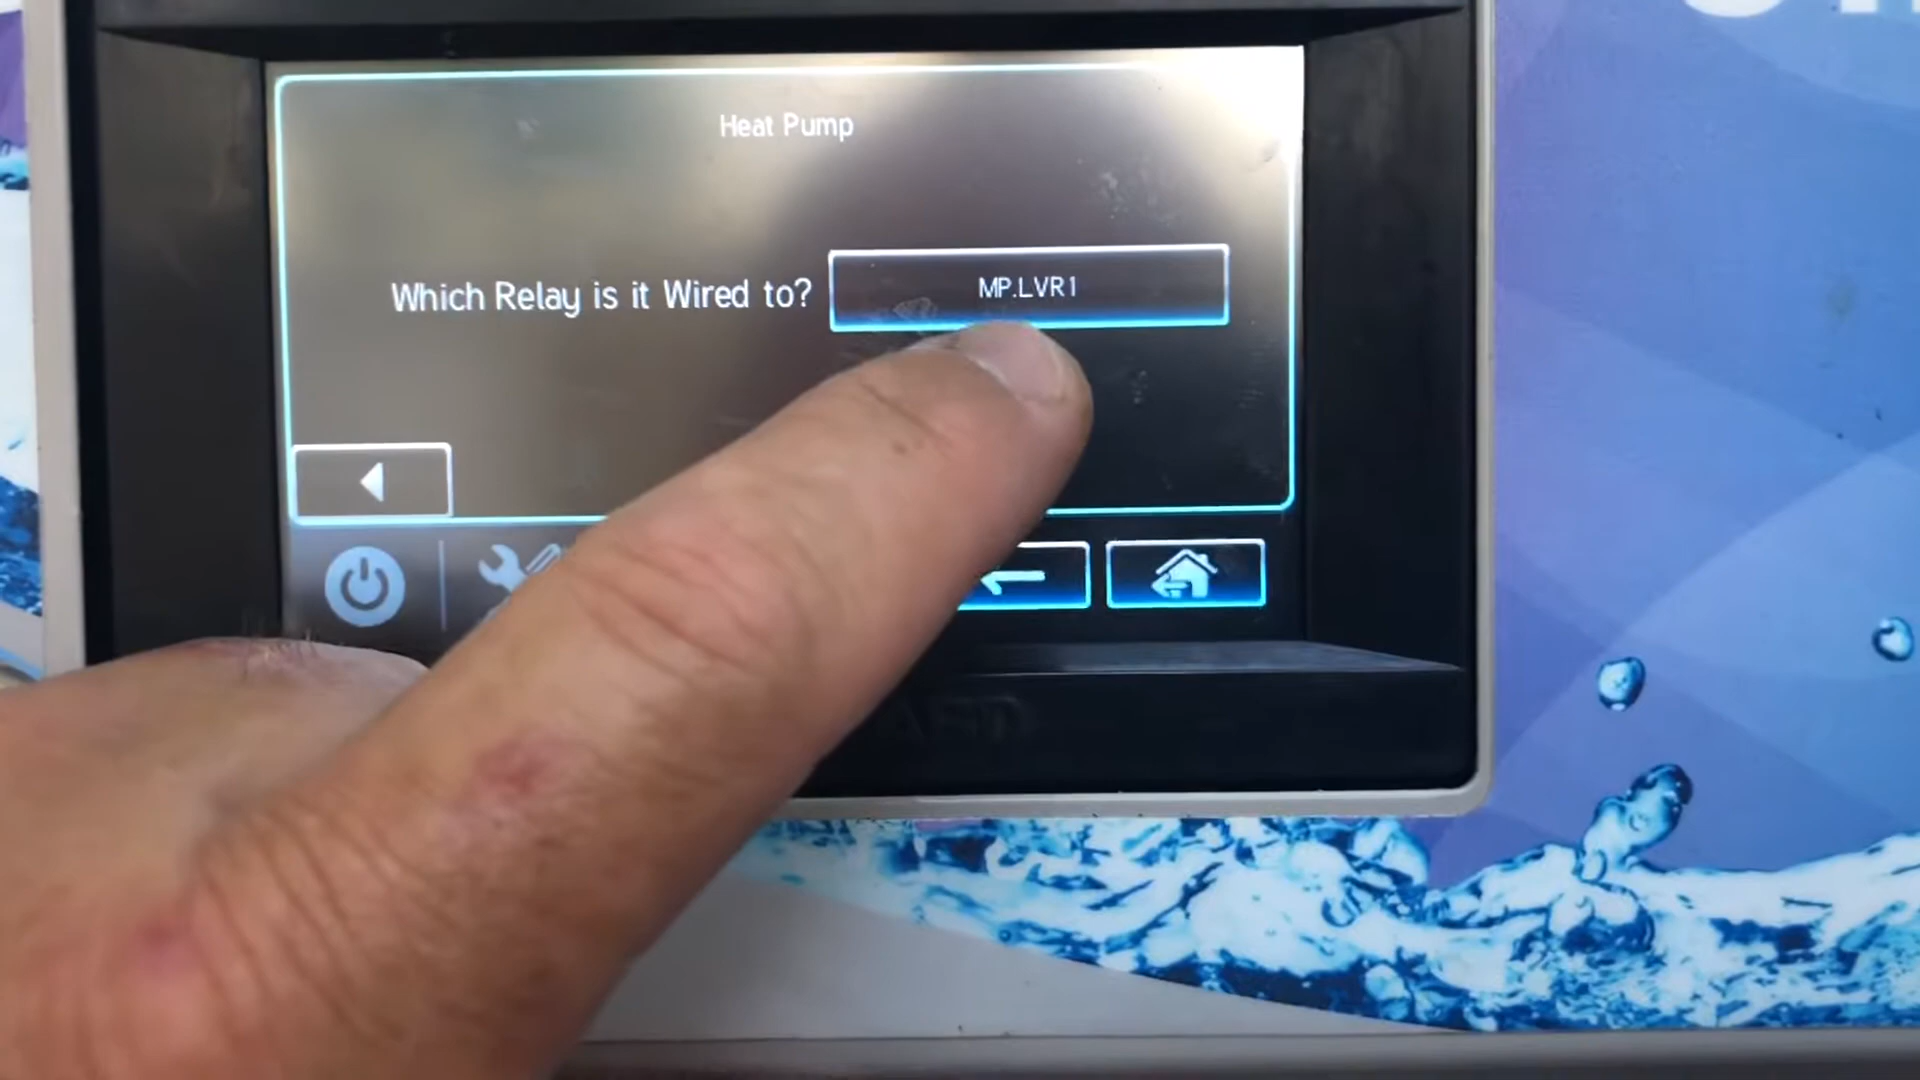 Heat Pump
Which Relay is it Wired to?
MP.LVR1